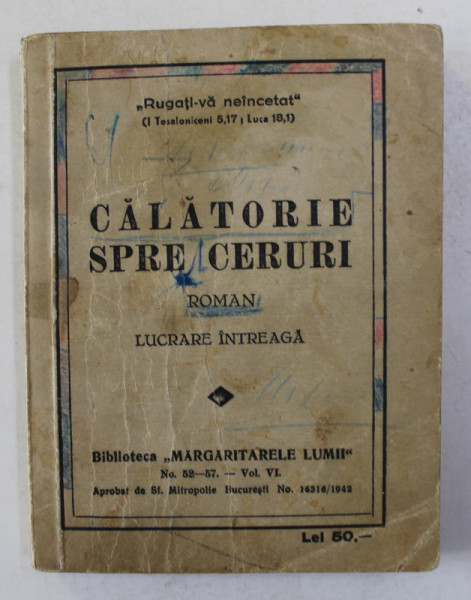 „Rugați-vă neîncetat“
(I Tesaloniceni 5,17 ; Luca 18,1)
CĂLĂTORIE
SPRE CERURI
ROMAN
LUCRARE ÎNTREAGĂ
Biblioteca „MĂRGĂRITARELE LUMII“
No. 52—57. — Vol. VI.
Aprobat de Sf. Mitropolie București No. 16316/1942
Lei 50.—